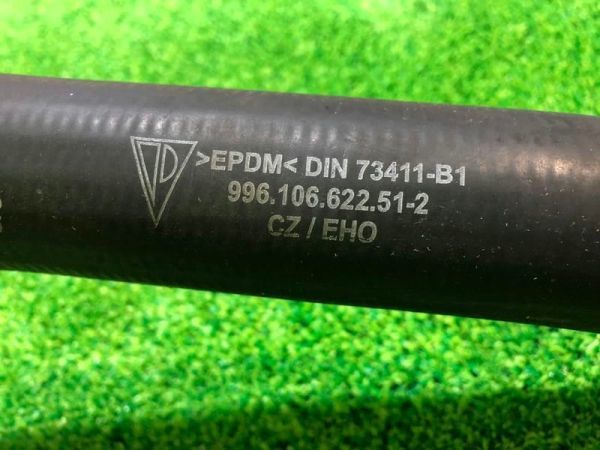 >EPDM< DIN 73411-B1
996.106.622.51-2
CZ / EHO